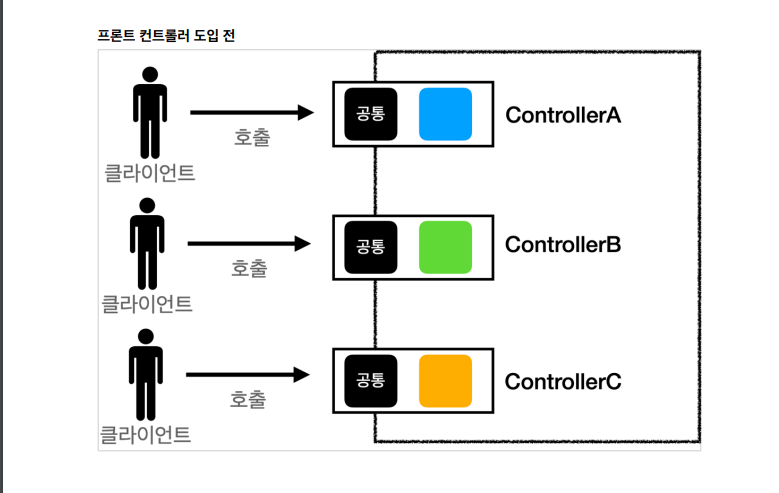 프론트 컨트롤러 도입 전
공통
ControllerA
호출
클라이언트
공통
ControllerB
호출
클라이언트
공통
ControllerC
호출
클라이언트